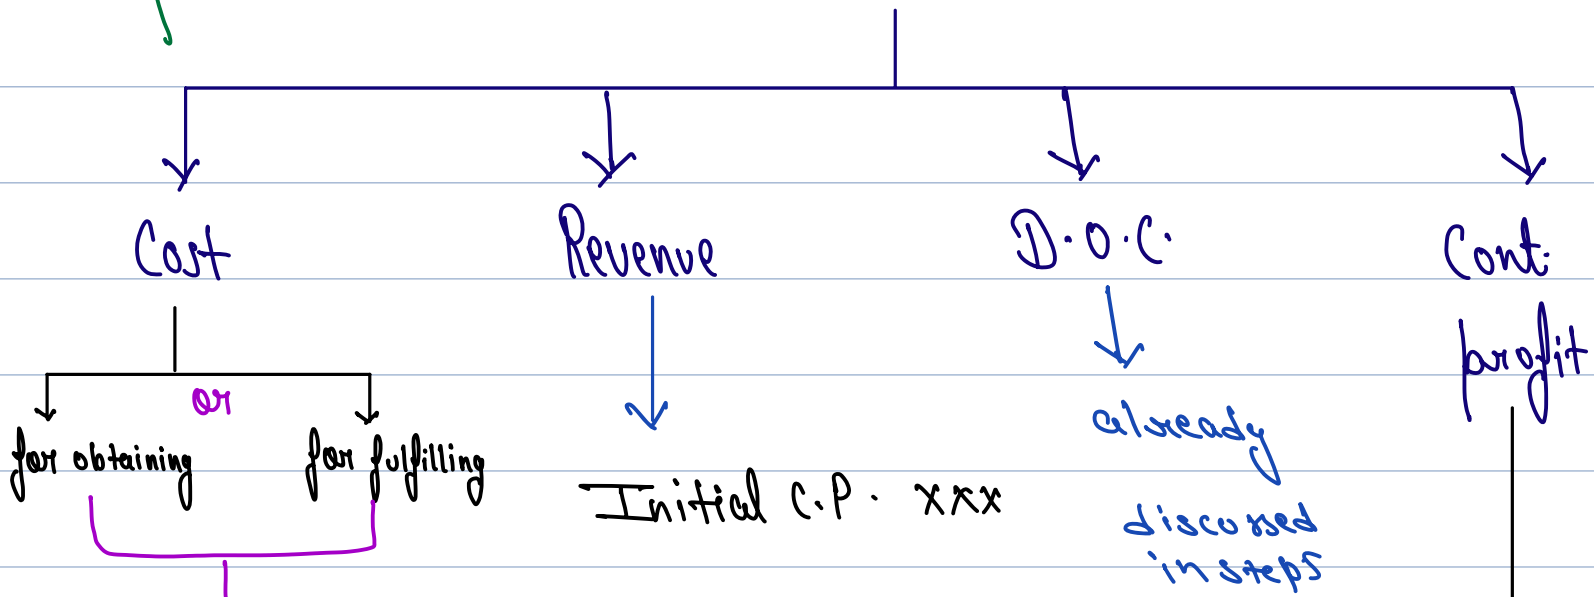 Cost
Revenue
D.O.C.
Cont.
profit
or
for obtaining
for fulfilling
Initial C.P. xxx
already
discussed
in steps